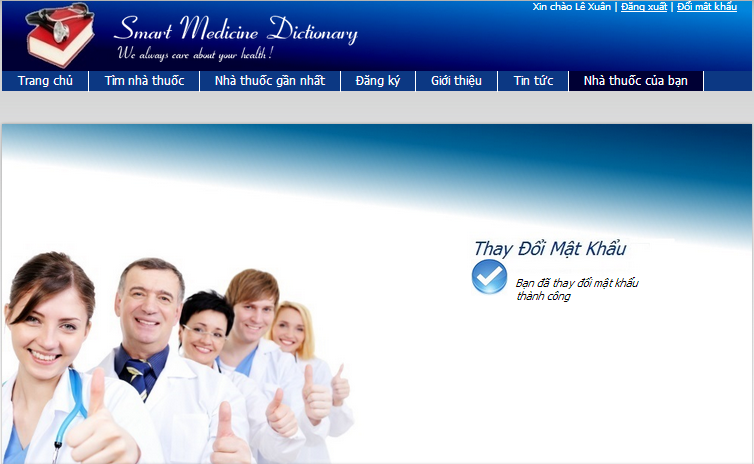 Xin chào Lê Xuân | Đăng xuất | Đổi mật khẩu
Smart Medicine Dictionary
We always care about your health !
Trang chủ
Tìm nhà thuốc
Nhà thuốc gần nhất
Đăng ký
Giới thiệu
Tin tức
Nhà thuốc của bạn
Thay Đổi Mật Khẩu
Bạn đã thay đổi mật khẩu
thành công